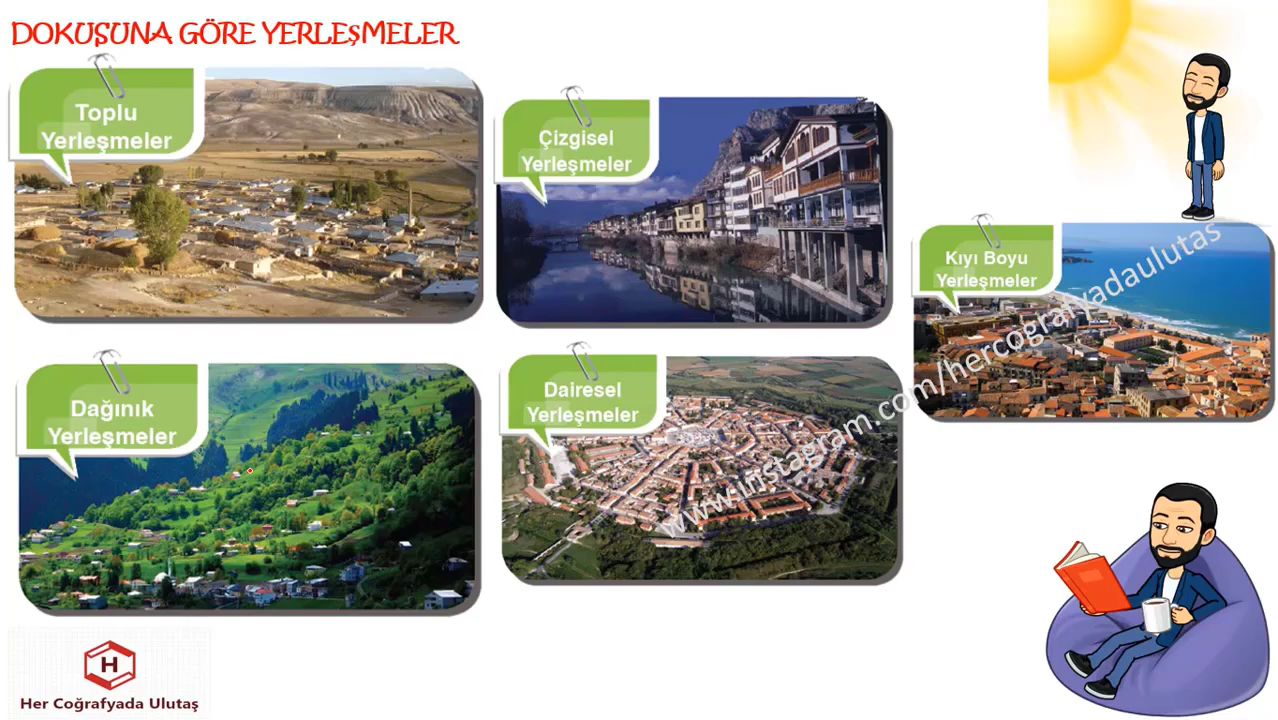 DOKUSUNA GÖRE YERLEŞMELER
Toplu
Yerleşmeler
Çizgisel
Yerleşmeler
Kıyı Boyu
Yerleşmeler
Dağınık
Yerleşmeler
Dairesel
Yerleşmeler
www.instagram.com/hercografyadaulutas
H
Her Coğrafyada Ulutaş